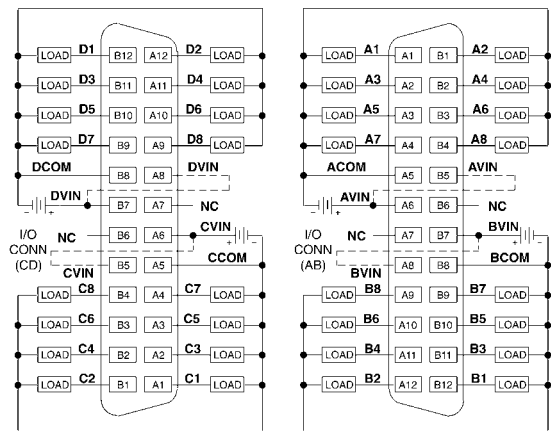 LOAD D1 B12 A12 D2 LOAD LOAD A1 A1 B1 A2 LOAD
LOAD D3 B11 A11 D4 LOAD LOAD A3 A2 B2 A4 LOAD
LOAD D5 B10 A10 D6 LOAD LOAD A5 A3 B3 A6 LOAD
LOAD D7 B9 A9 D8 LOAD LOAD A7 A4 B4 A8 LOAD
DCOM B8 A8 DVIN ACOM A5 B5 AVIN
- + DVIN B7 A7 NC - + AVIN A6 B6 NC
I/O CONN (CD) NC B6 A6 CVIN + - I/O CONN (AB) NC A7 B7 BVIN + -
CVIN B5 A5 CCOM BVIN A8 B8 BCOM
LOAD C8 B4 A4 C7 LOAD LOAD B8 A9 B9 B7 LOAD
LOAD C6 B3 A3 C5 LOAD LOAD B6 A10 B10 B5 LOAD
LOAD C4 B2 A2 C3 LOAD LOAD B4 A11 B11 B3 LOAD
LOAD C2 B1 A1 C1 LOAD LOAD B2 A12 B12 B1 LOAD